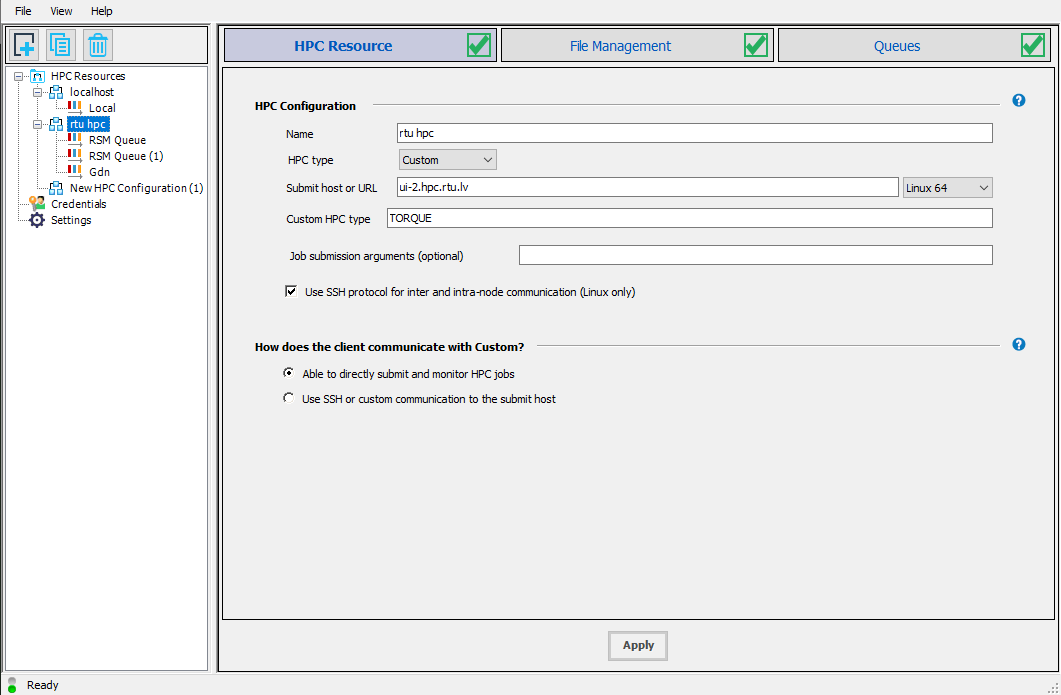 File View Help
HPC Resources
localhost
Local
rtu hpc
RSM Queue
RSM Queue (1)
Gdn
New HPC Configuration (1)
Credentials
Settings
HPC Resource File Management Queues
HPC Configuration
Name rtu hpc
HPC type Custom
Submit host or URL ui-2.hpc.rtu.lv Linux 64
Custom HPC type TORQUE
Job submission arguments (optional)
Use SSH protocol for inter and intra-node communication (Linux only)
How does the client communicate with Custom?
Able to directly submit and monitor HPC jobs
Use SSH or custom communication to the submit host
Apply
Ready